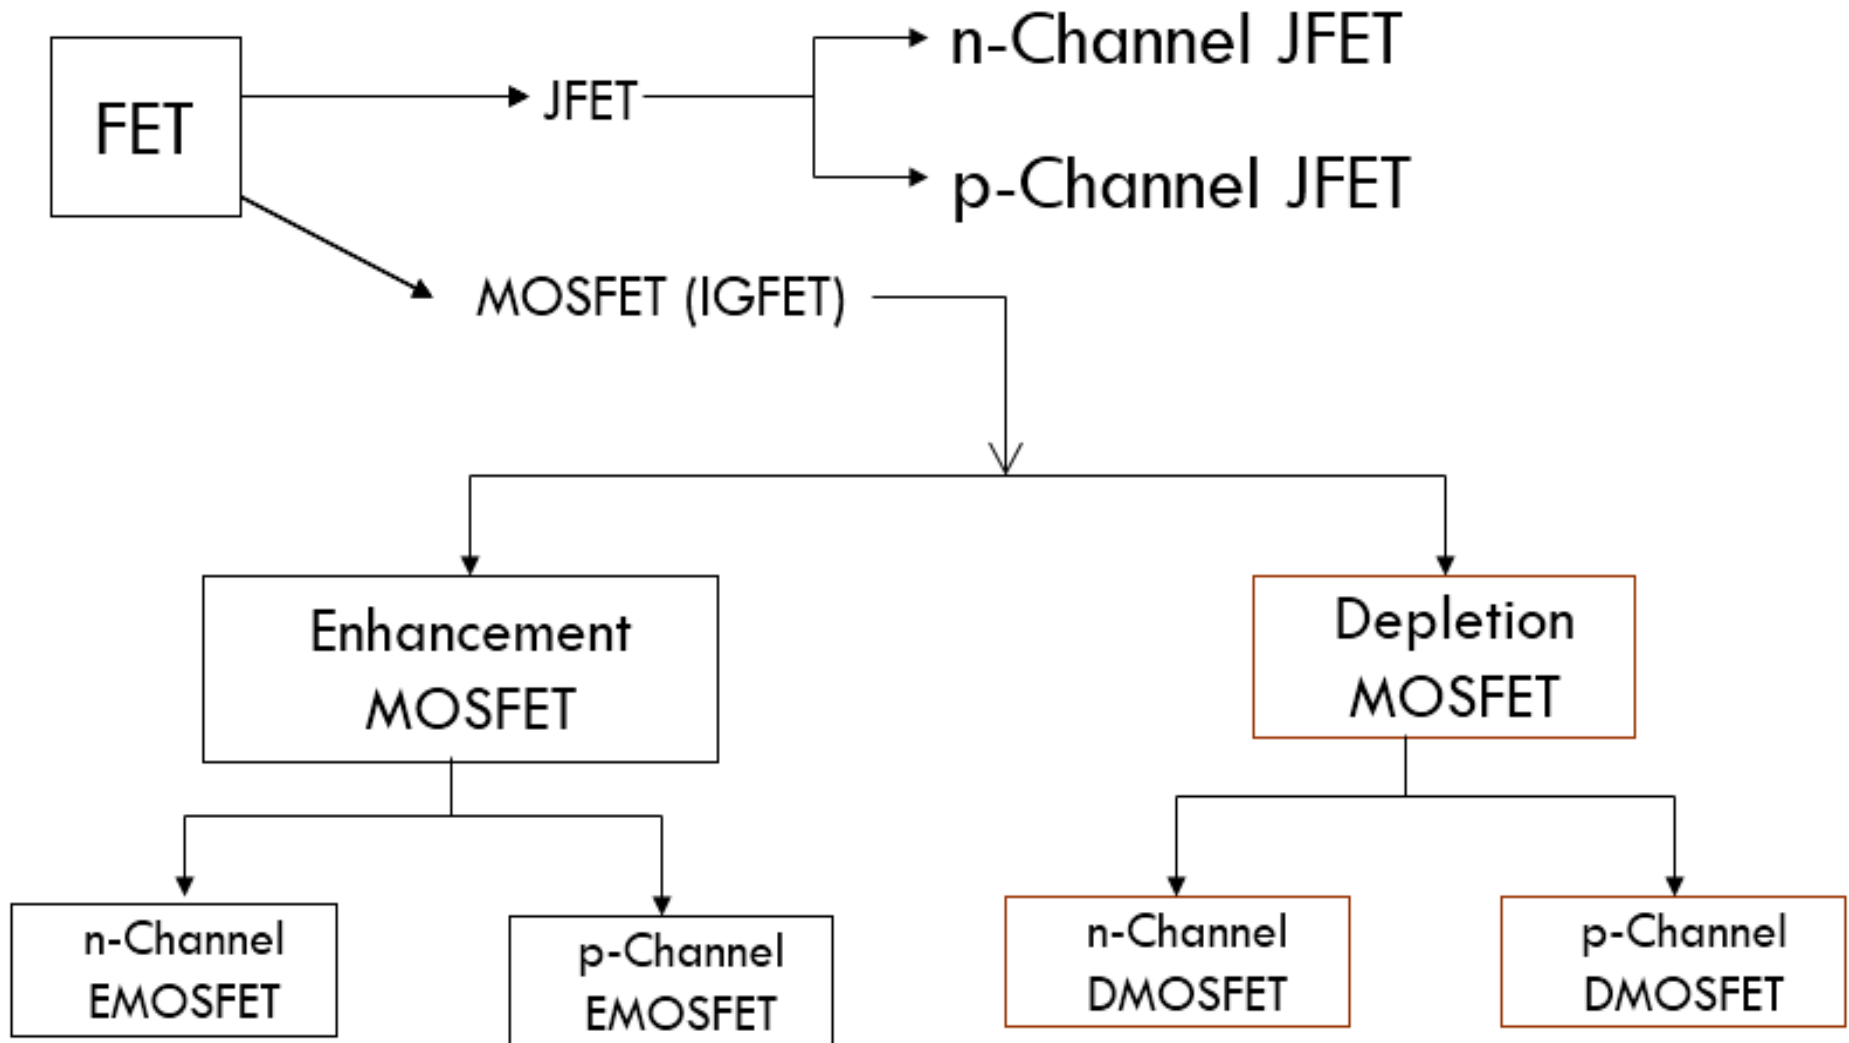 n-Channel JFET
FET
JFET
p-Channel JFET
MOSFET (IGFET)
Enhancement
MOSFET
Depletion
MOSFET
n-Channel
EMOSFET
p-Channel
EMOSFET
n-Channel
DMOSFET
p-Channel
DMOSFET